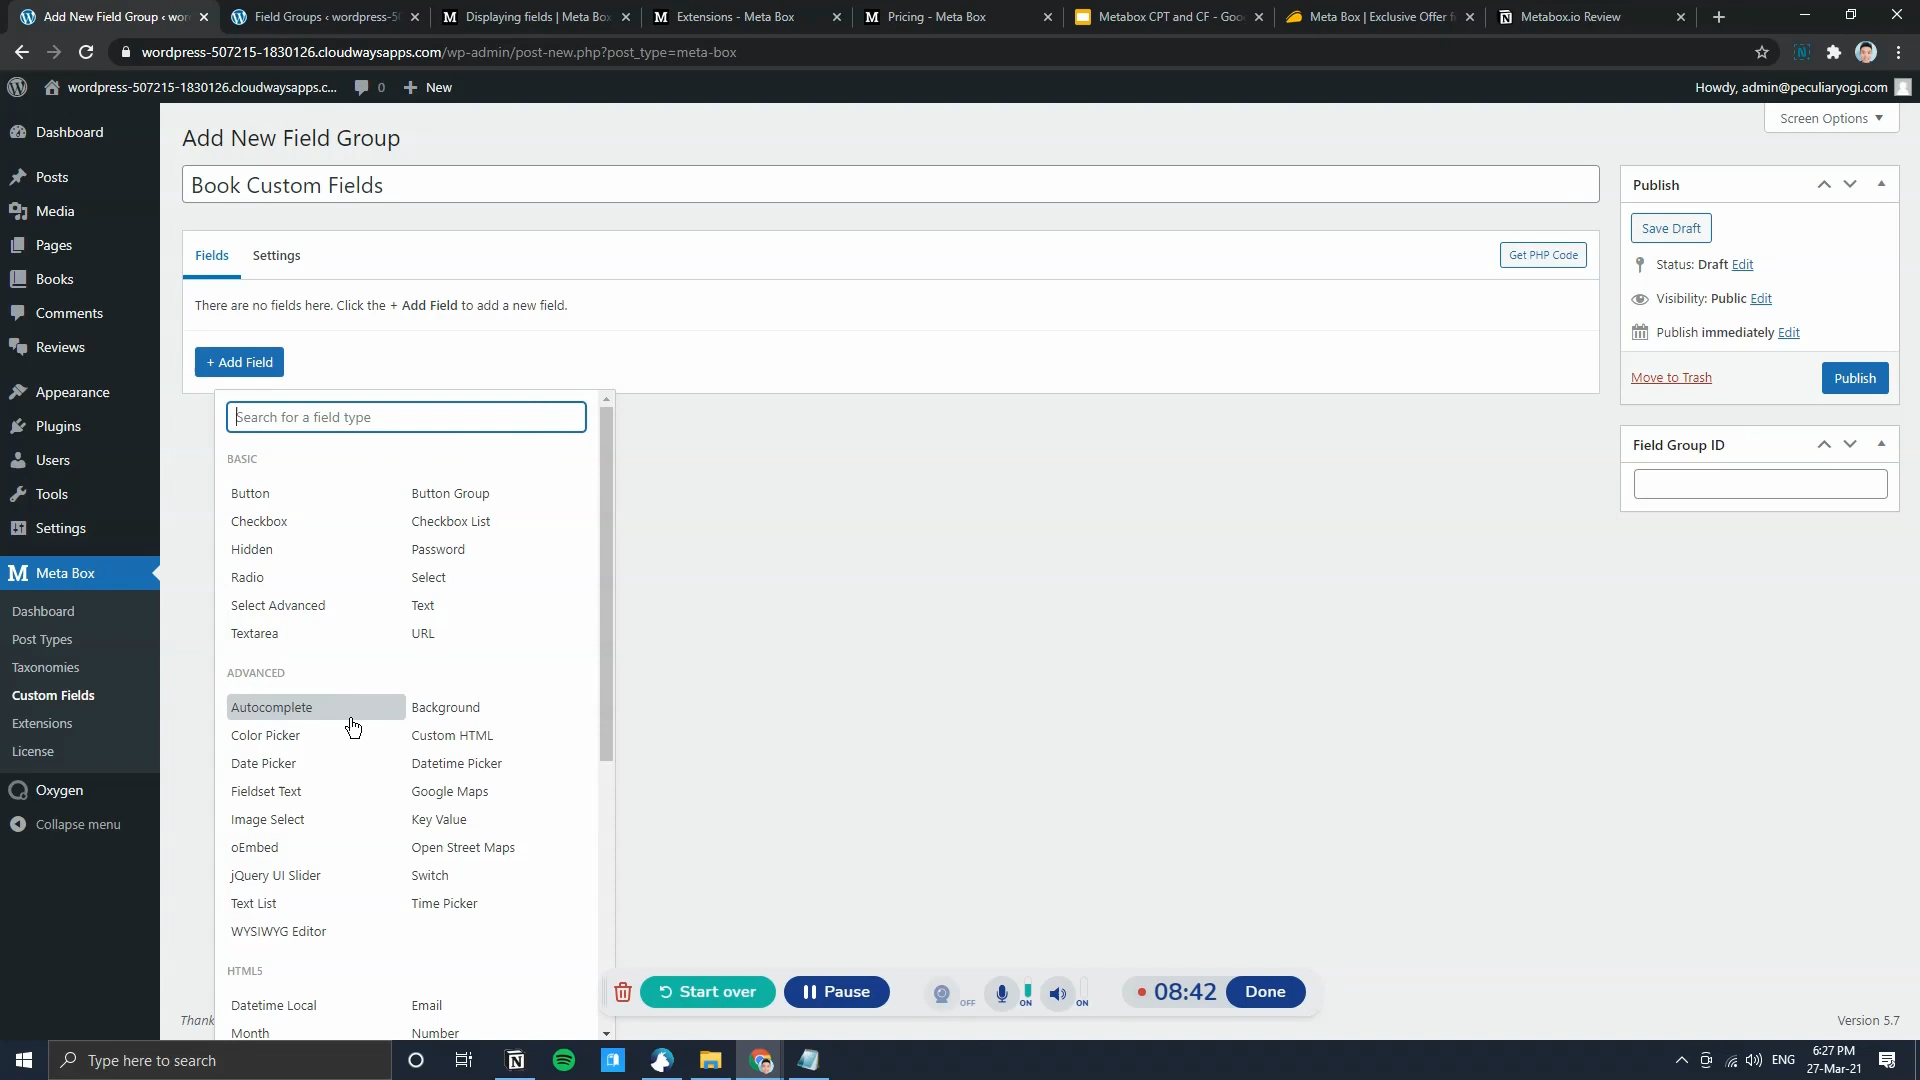 Add New Field Group ‹ wor
Field Groups ‹ wordpress-5
Displaying fields | Meta Box
Extensions - Meta Box
Pricing - Meta Box
Metabox CPT and CF - Goo
Meta Box | Exclusive Offer f
Metabox.io Review
wordpress-507215-1830126.cloudwaysapps.com/wp-admin/post-new.php?post_type=meta-box
wordpress-507215-1830126.cloudwaysapps.c...
0
New
Howdy, admin@peculiaryogi.com
Dashboard
Posts
Media
Pages
Books
Comments
Reviews
Appearance
Plugins
Users
Tools
Settings
Meta Box
Dashboard
Post Types
Taxonomies
Custom Fields
Extensions
License
Oxygen
Collapse menu
Screen Options
Add New Field Group
Book Custom Fields
Fields Settings
Get PHP Code
There are no fields here. Click the + Add Field to add a new field.
+ Add Field
Search for a field type
BASIC
Button Button Group
Checkbox Checkbox List
Hidden Password
Radio Select
Select Advanced Text
Textarea URL
ADVANCED
Autocomplete Background
Color Picker Custom HTML
Date Picker Datetime Picker
Fieldset Text Google Maps
Image Select Key Value
oEmbed Open Street Maps
jQuery UI Slider Switch
Text List Time Picker
WYSIWYG Editor
HTML5
Datetime Local Email
Month Number
Publish
Save Draft
Status: Draft Edit
Visibility: Public Edit
Publish immediately Edit
Move to Trash
Publish
Field Group ID
Start over
Pause
OFF
ON
ON
08:42
Done
Thank
Version 5.7
Type here to search
ENG
6:27 PM
27-Mar-21